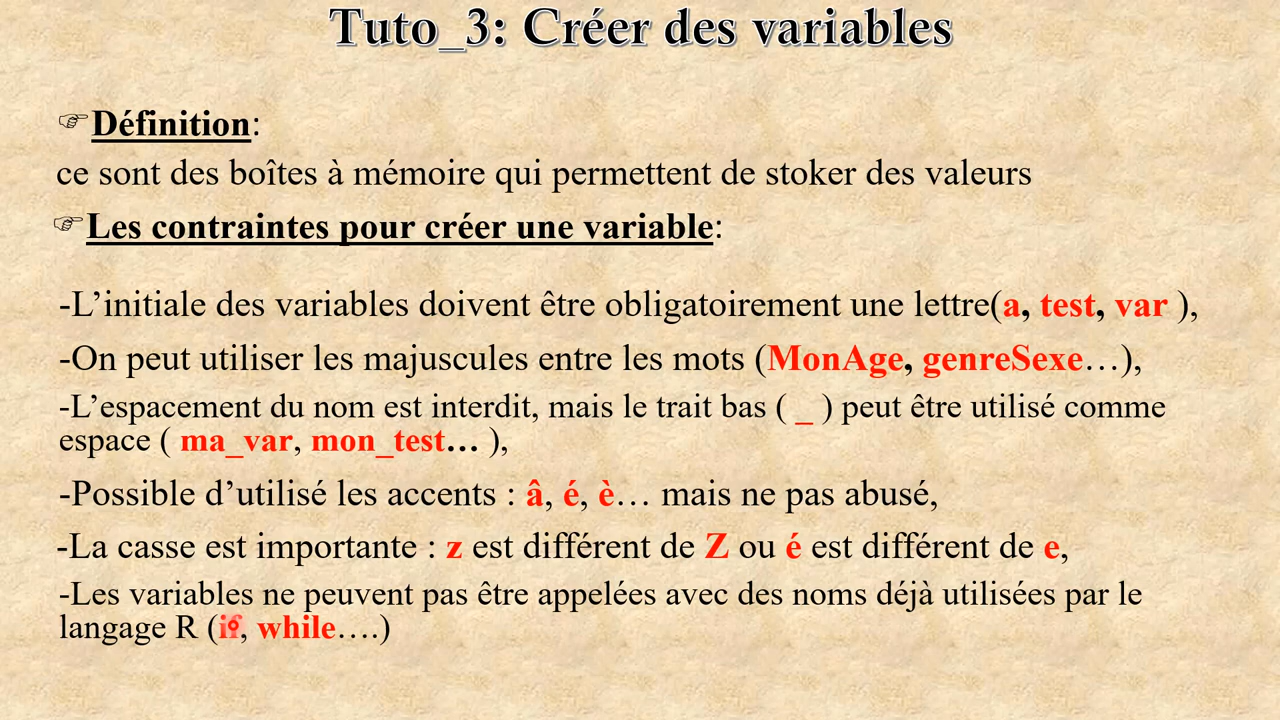 Tuto_3: Créer des variables
☞Définition:
ce sont des boîtes à mémoire qui permettent de stoker des valeurs
☞Les contraintes pour créer une variable:
-L’initiale des variables doivent être obligatoirement une lettre(a, test, var ),
-On peut utiliser les majuscules entre les mots (MonAge, genreSexe…),
-L’espacement du nom est interdit, mais le trait bas ( _ ) peut être utilisé comme
espace ( ma_var, mon_test… ),
-Possible d’utilisé les accents : â, é, è… mais ne pas abusé,
-La casse est importante : z est différent de Z ou é est différent de e,
-Les variables ne peuvent pas être appelées avec des noms déjà utilisées par le
langage R (if, while….)